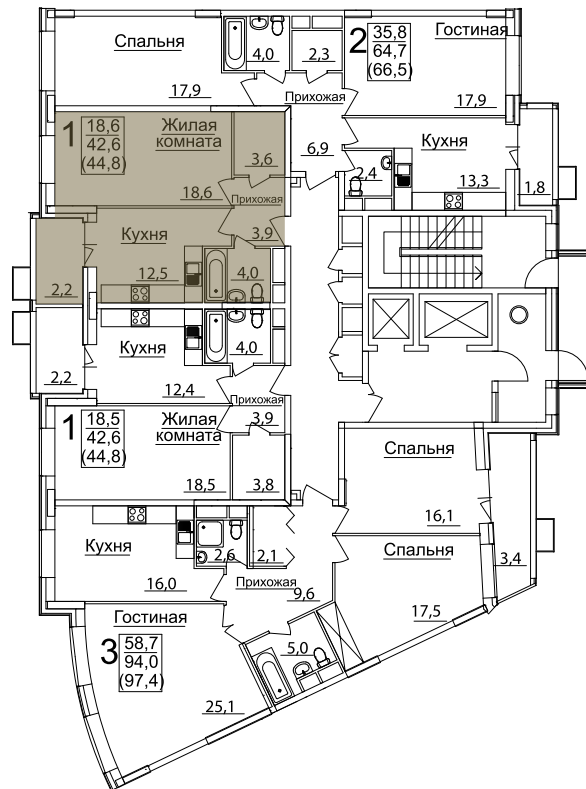 Спальня
17,9
4,0
2,3
2
35,8
64,7
(66,5)
Гостиная
17,9
Прихожая
6,9
1
18,6
42,6
(44,8)
Жилая
комната
18,6
3,6
Прихожая
3,9
Кухня
13,3
2,4
1,8
Кухня
12,5
4,0
2,2
Кухня
12,4
4,0
2,2
Прихожая
3,9
1
18,5
42,6
(44,8)
Жилая
комната
18,5
3,8
Спальня
16,1
Кухня
16,0
2,6
2,1
Прихожая
9,6
Спальня
17,5
3,4
3
58,7
94,0
(97,4)
Гостиная
25,1
5,0